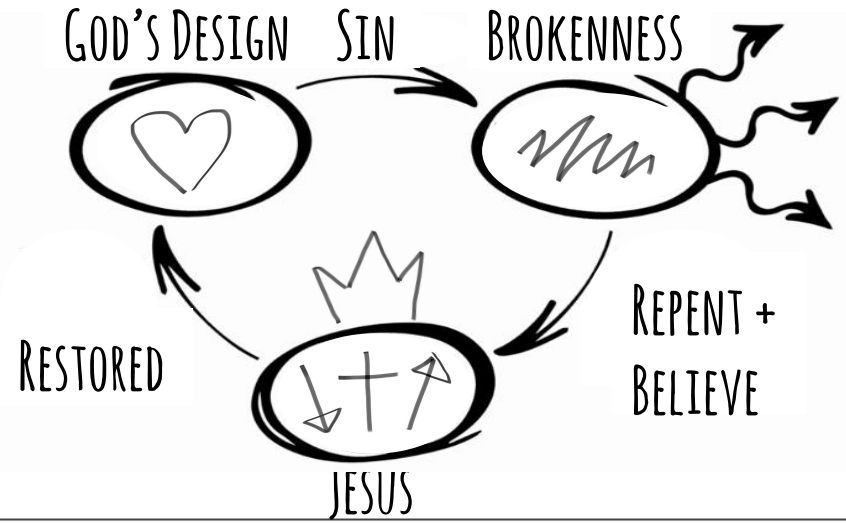 GOD'S DESIGN
SIN
BROKENNESS
REPENT +
BELIEVE
JESUS
RESTORED